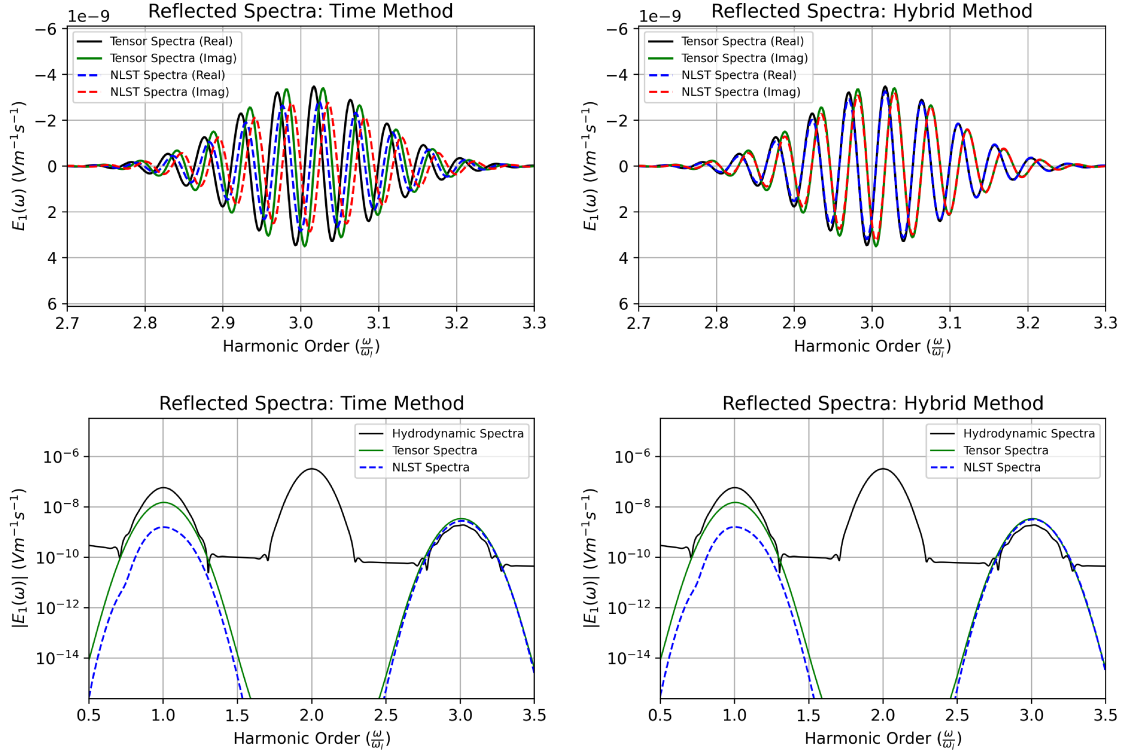 Reflected Spectra: Time Method
1e−9
−6
−4
−2
0
2
4
6
2.7 2.8 2.9 3.0 3.1 3.2 3.3
E₁(ω) (Vm⁻¹s⁻¹)
Harmonic Order (ω/ωₗ)
Tensor Spectra (Real)
Tensor Spectra (Imag)
NLST Spectra (Real)
NLST Spectra (Imag)
Reflected Spectra: Hybrid Method
1e−9
−6
−4
−2
0
2
4
6
2.7 2.8 2.9 3.0 3.1 3.2 3.3
E₁(ω) (Vm⁻¹s⁻¹)
Harmonic Order (ω/ωₗ)
Tensor Spectra (Real)
Tensor Spectra (Imag)
NLST Spectra (Real)
NLST Spectra (Imag)
Reflected Spectra: Time Method
10⁻⁶
10⁻⁸
10⁻¹⁰
10⁻¹²
10⁻¹⁴
0.5 1.0 1.5 2.0 2.5 3.0 3.5
|E₁(ω)| (Vm⁻¹s⁻¹)
Harmonic Order (ω/ωₗ)
Hydrodynamic Spectra
Tensor Spectra
NLST Spectra
Reflected Spectra: Hybrid Method
10⁻⁶
10⁻⁸
10⁻¹⁰
10⁻¹²
10⁻¹⁴
0.5 1.0 1.5 2.0 2.5 3.0 3.5
|E₁(ω)| (Vm⁻¹s⁻¹)
Harmonic Order (ω/ωₗ)
Hydrodynamic Spectra
Tensor Spectra
NLST Spectra